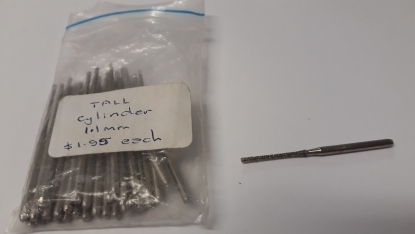 TALL
cylinder
1.1mm
$1.95 each